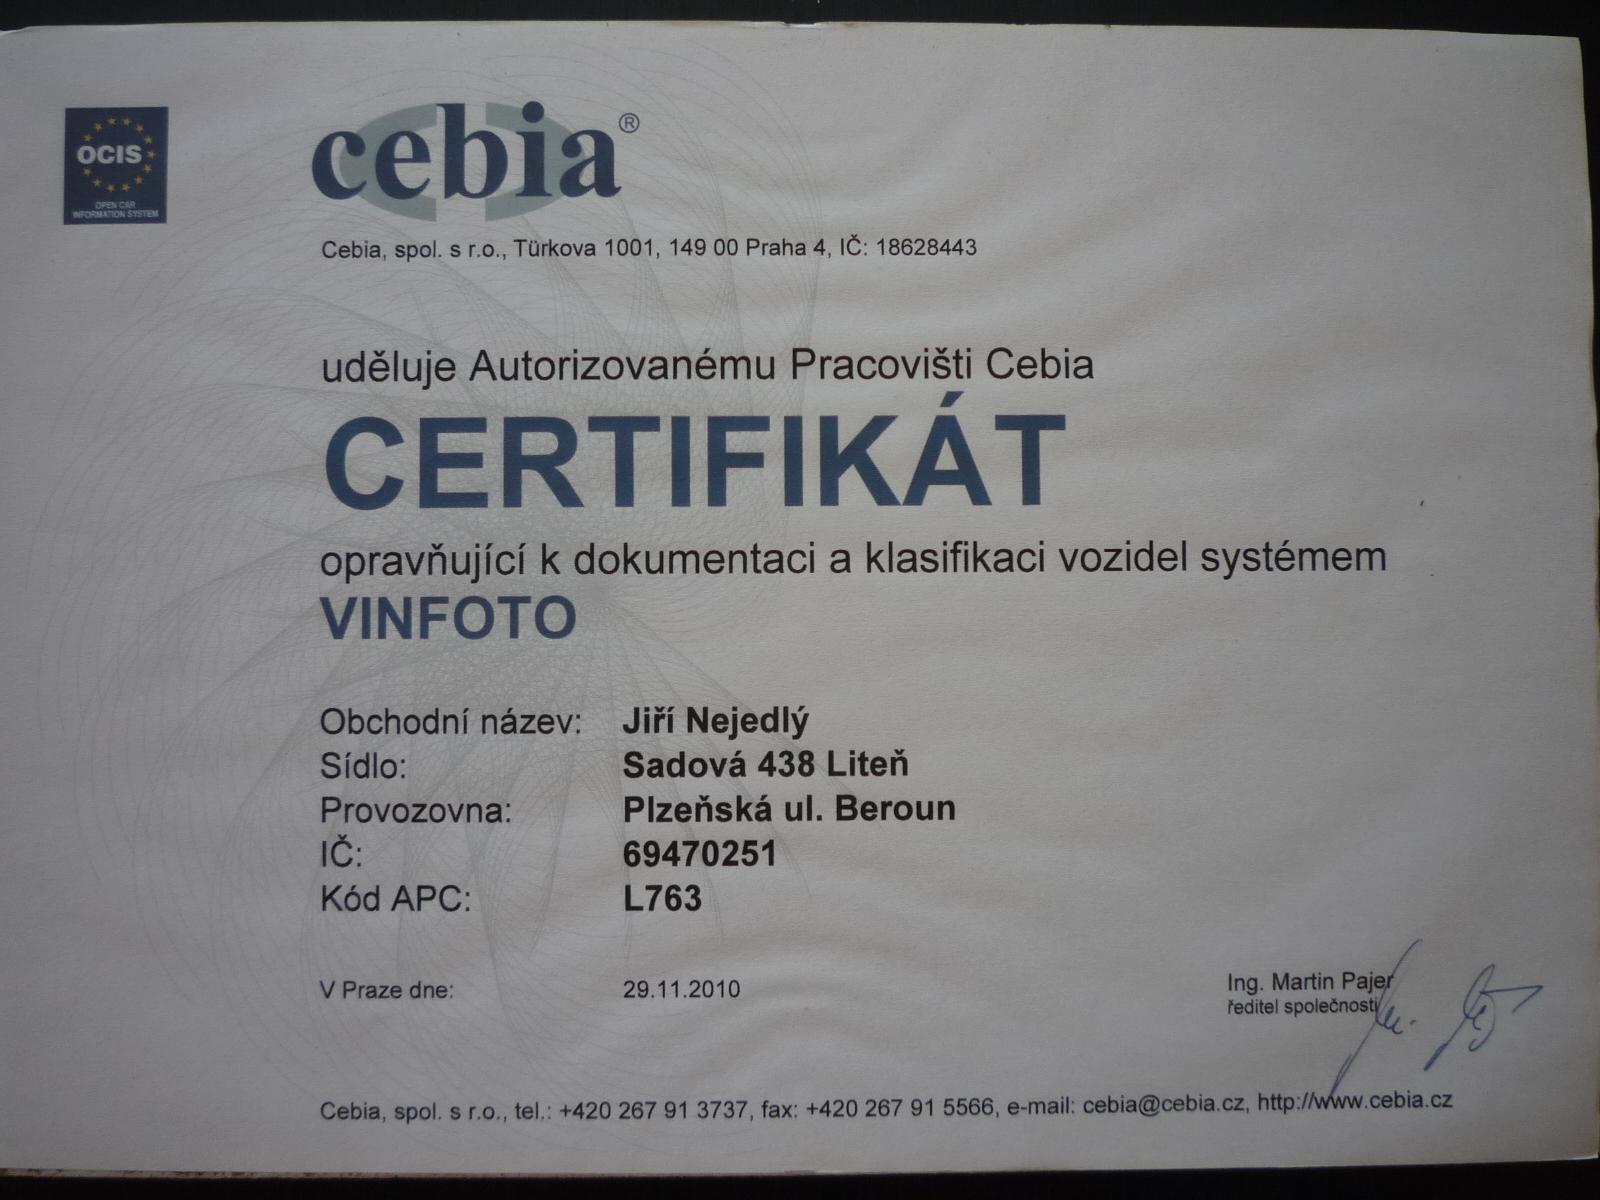 OCIS
OPEN CAR
INFORMATION SYSTEM
cebia®
Cebia, spol. s r.o., Türkova 1001, 149 00 Praha 4, IČ: 18628443
uděluje Autorizovanému Pracovišti Cebia
CERTIFIKÁT
opravňující k dokumentaci a klasifikaci vozidel systémem
VINFOTO
Obchodní název: Jiří Nejedlý
Sídlo: Sadová 438 Liteň
Provozovna: Plzeňská ul. Beroun
IČ: 69470251
Kód APC: L763
V Praze dne: 29.11.2010
Ing. Martin Pajer
ředitel společnosti
Cebia, spol. s r.o., tel.: +420 267 91 3737, fax: +420 267 91 5566, e-mail: cebia@cebia.cz, http://www.cebia.cz